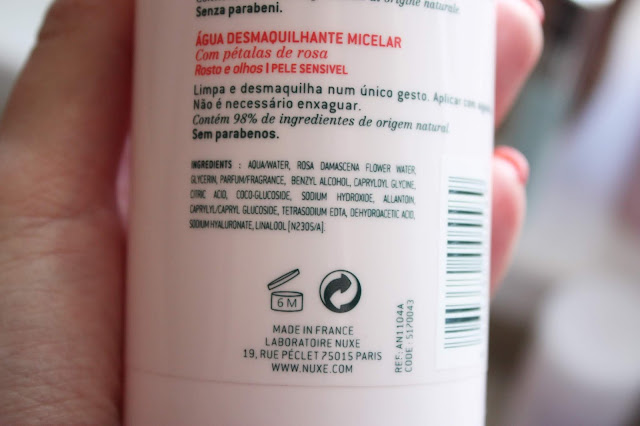 origine naturale.
Senza parabeni.
ÁGUA DESMAQUILHANTE MICELAR
Com pétalas de rosa
Rosto e olhos | PELE SENSIVEL
Limpa e desmaquilha num único gesto. Aplicar com
Não é necessário enxaguar.
Contém 98% de ingredientes de origem natural.
Sem parabenos.
INGREDIENTS : AQUA/WATER, ROSA DAMASCENA FLOWER WATER,
GLYCERIN, PARFUM/FRAGRANCE, BENZYL ALCOHOL, CAPRYLOYL GLYCINE,
CITRIC ACID, COCO-GLUCOSIDE, SODIUM HYDROXIDE, ALLANTOIN,
CAPRYLYL/CAPRYL GLUCOSIDE, TETRASODIUM EDTA, DEHYDROACETIC ACID,
SODIUM HYALURONATE, LINALOOL [N2305/A].
6 M
MADE IN FRANCE
LABORATOIRE NUXE
19, RUE PÉCLET 75015 PARIS
WWW.NUXE.COM
REF: AN1104A
CODE : 5170043